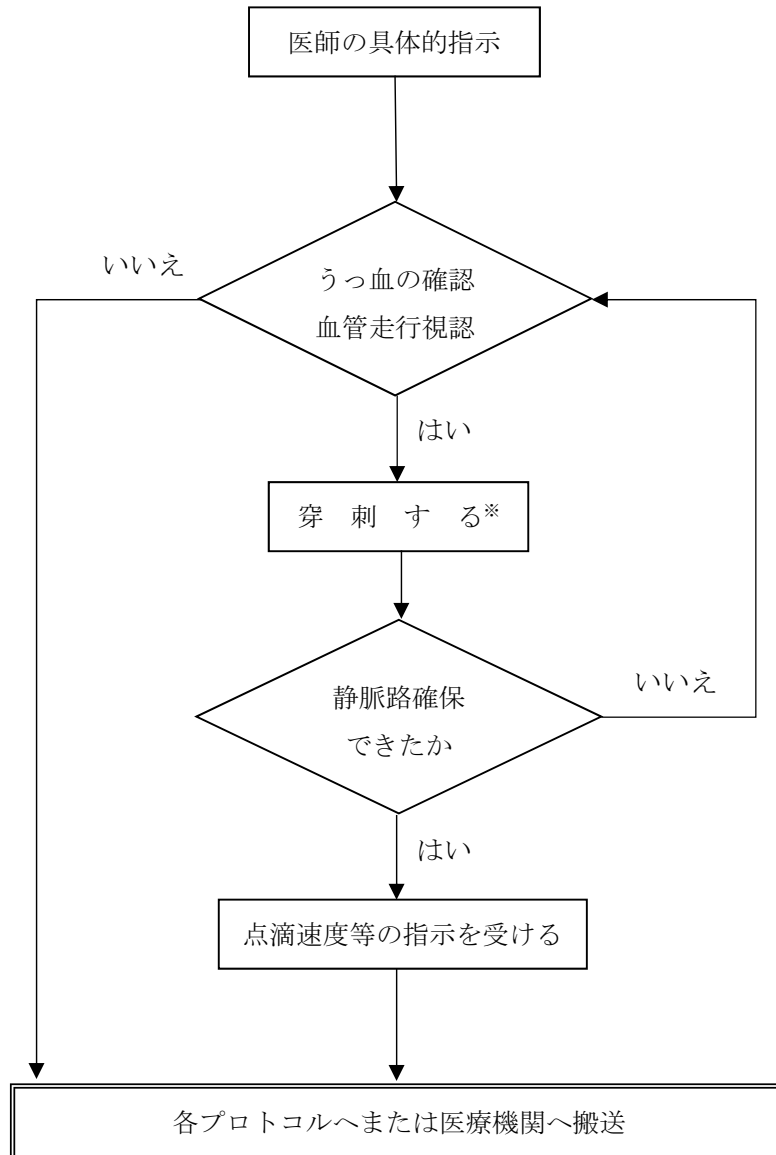 医師の具体的指示
いいえ
うっ血の確認
血管走行視認
はい
穿 刺 す る※
静脈路確保
できたか
いいえ
はい
点滴速度等の指示を受ける
各プロトコルへまたは医療機関へ搬送